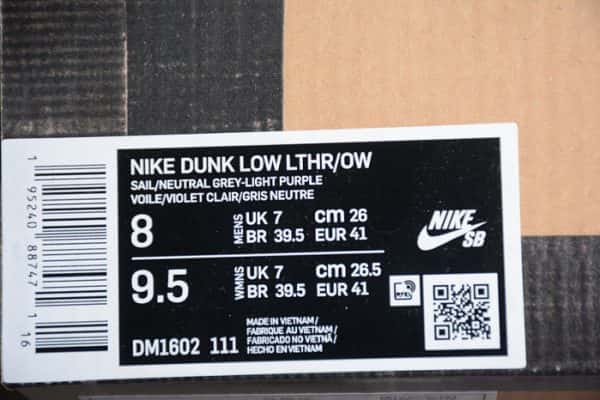 NIKE DUNK LOW LTHR/OW
SAIL/NEUTRAL GREY-LIGHT PURPLE
VOILE/VIOLET CLAIR/GRIS NEUTRE
8 MENS UK 7 cm 26
BR 39.5 EUR 41
9.5 WMNS UK 7 cm 26.5
BR 39.5 EUR 41
NIKE
SB
DM1602 111
MADE IN VIETNAM /
FABRIQUE AU VIETNAM /
FABRICADO NO VIETNÃ /
HECHO EN VIETNAM
1 95240 88747 1 16